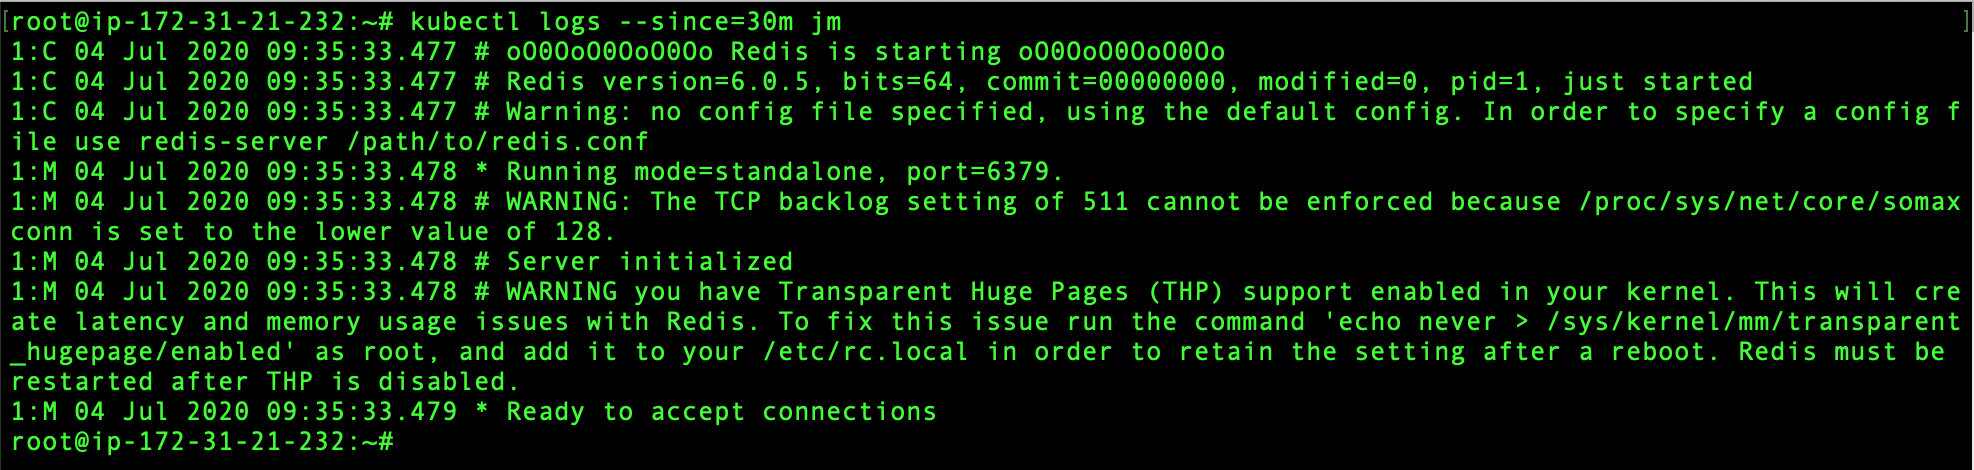 [root@ip-172-31-21-232:~# kubectl logs --since=30m jm ]
1:C 04 Jul 2020 09:35:33.477 # oO0OoO0OoO0Oo Redis is starting oO0OoO0OoO0Oo
1:C 04 Jul 2020 09:35:33.477 # Redis version=6.0.5, bits=64, commit=00000000, modified=0, pid=1, just started
1:C 04 Jul 2020 09:35:33.477 # Warning: no config file specified, using the default config. In order to specify a config f
ile use redis-server /path/to/redis.conf
1:M 04 Jul 2020 09:35:33.478 * Running mode=standalone, port=6379.
1:M 04 Jul 2020 09:35:33.478 # WARNING: The TCP backlog setting of 511 cannot be enforced because /proc/sys/net/core/somax
conn is set to the lower value of 128.
1:M 04 Jul 2020 09:35:33.478 # Server initialized
1:M 04 Jul 2020 09:35:33.478 # WARNING you have Transparent Huge Pages (THP) support enabled in your kernel. This will cre
ate latency and memory usage issues with Redis. To fix this issue run the command 'echo never > /sys/kernel/mm/transparent
_hugepage/enabled' as root, and add it to your /etc/rc.local in order to retain the setting after a reboot. Redis must be
restarted after THP is disabled.
1:M 04 Jul 2020 09:35:33.479 * Ready to accept connections
root@ip-172-31-21-232:~#